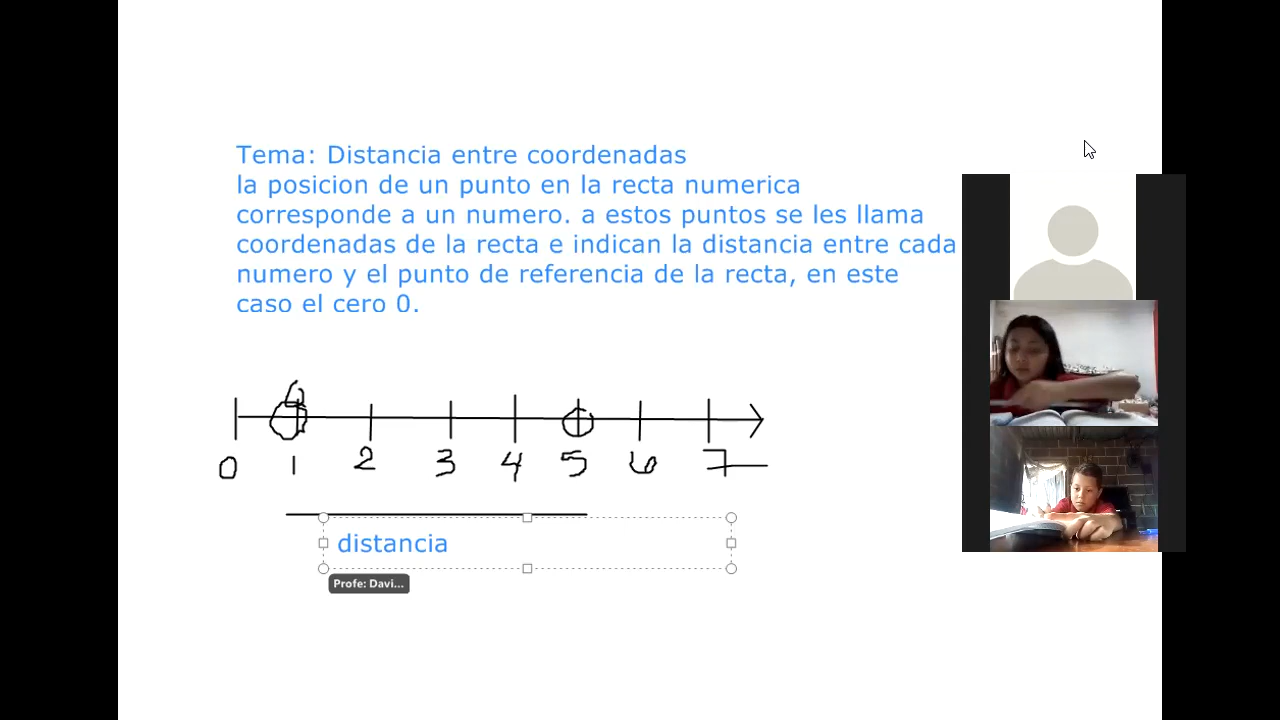 Tema: Distancia entre coordenadas
la posicion de un punto en la recta numerica
corresponde a un numero. a estos puntos se les llama
coordenadas de la recta e indican la distancia entre cada
numero y el punto de referencia de la recta, en este
caso el cero 0.
0 1 2 3 4 5 6 7
distancia
Profe: Davi...